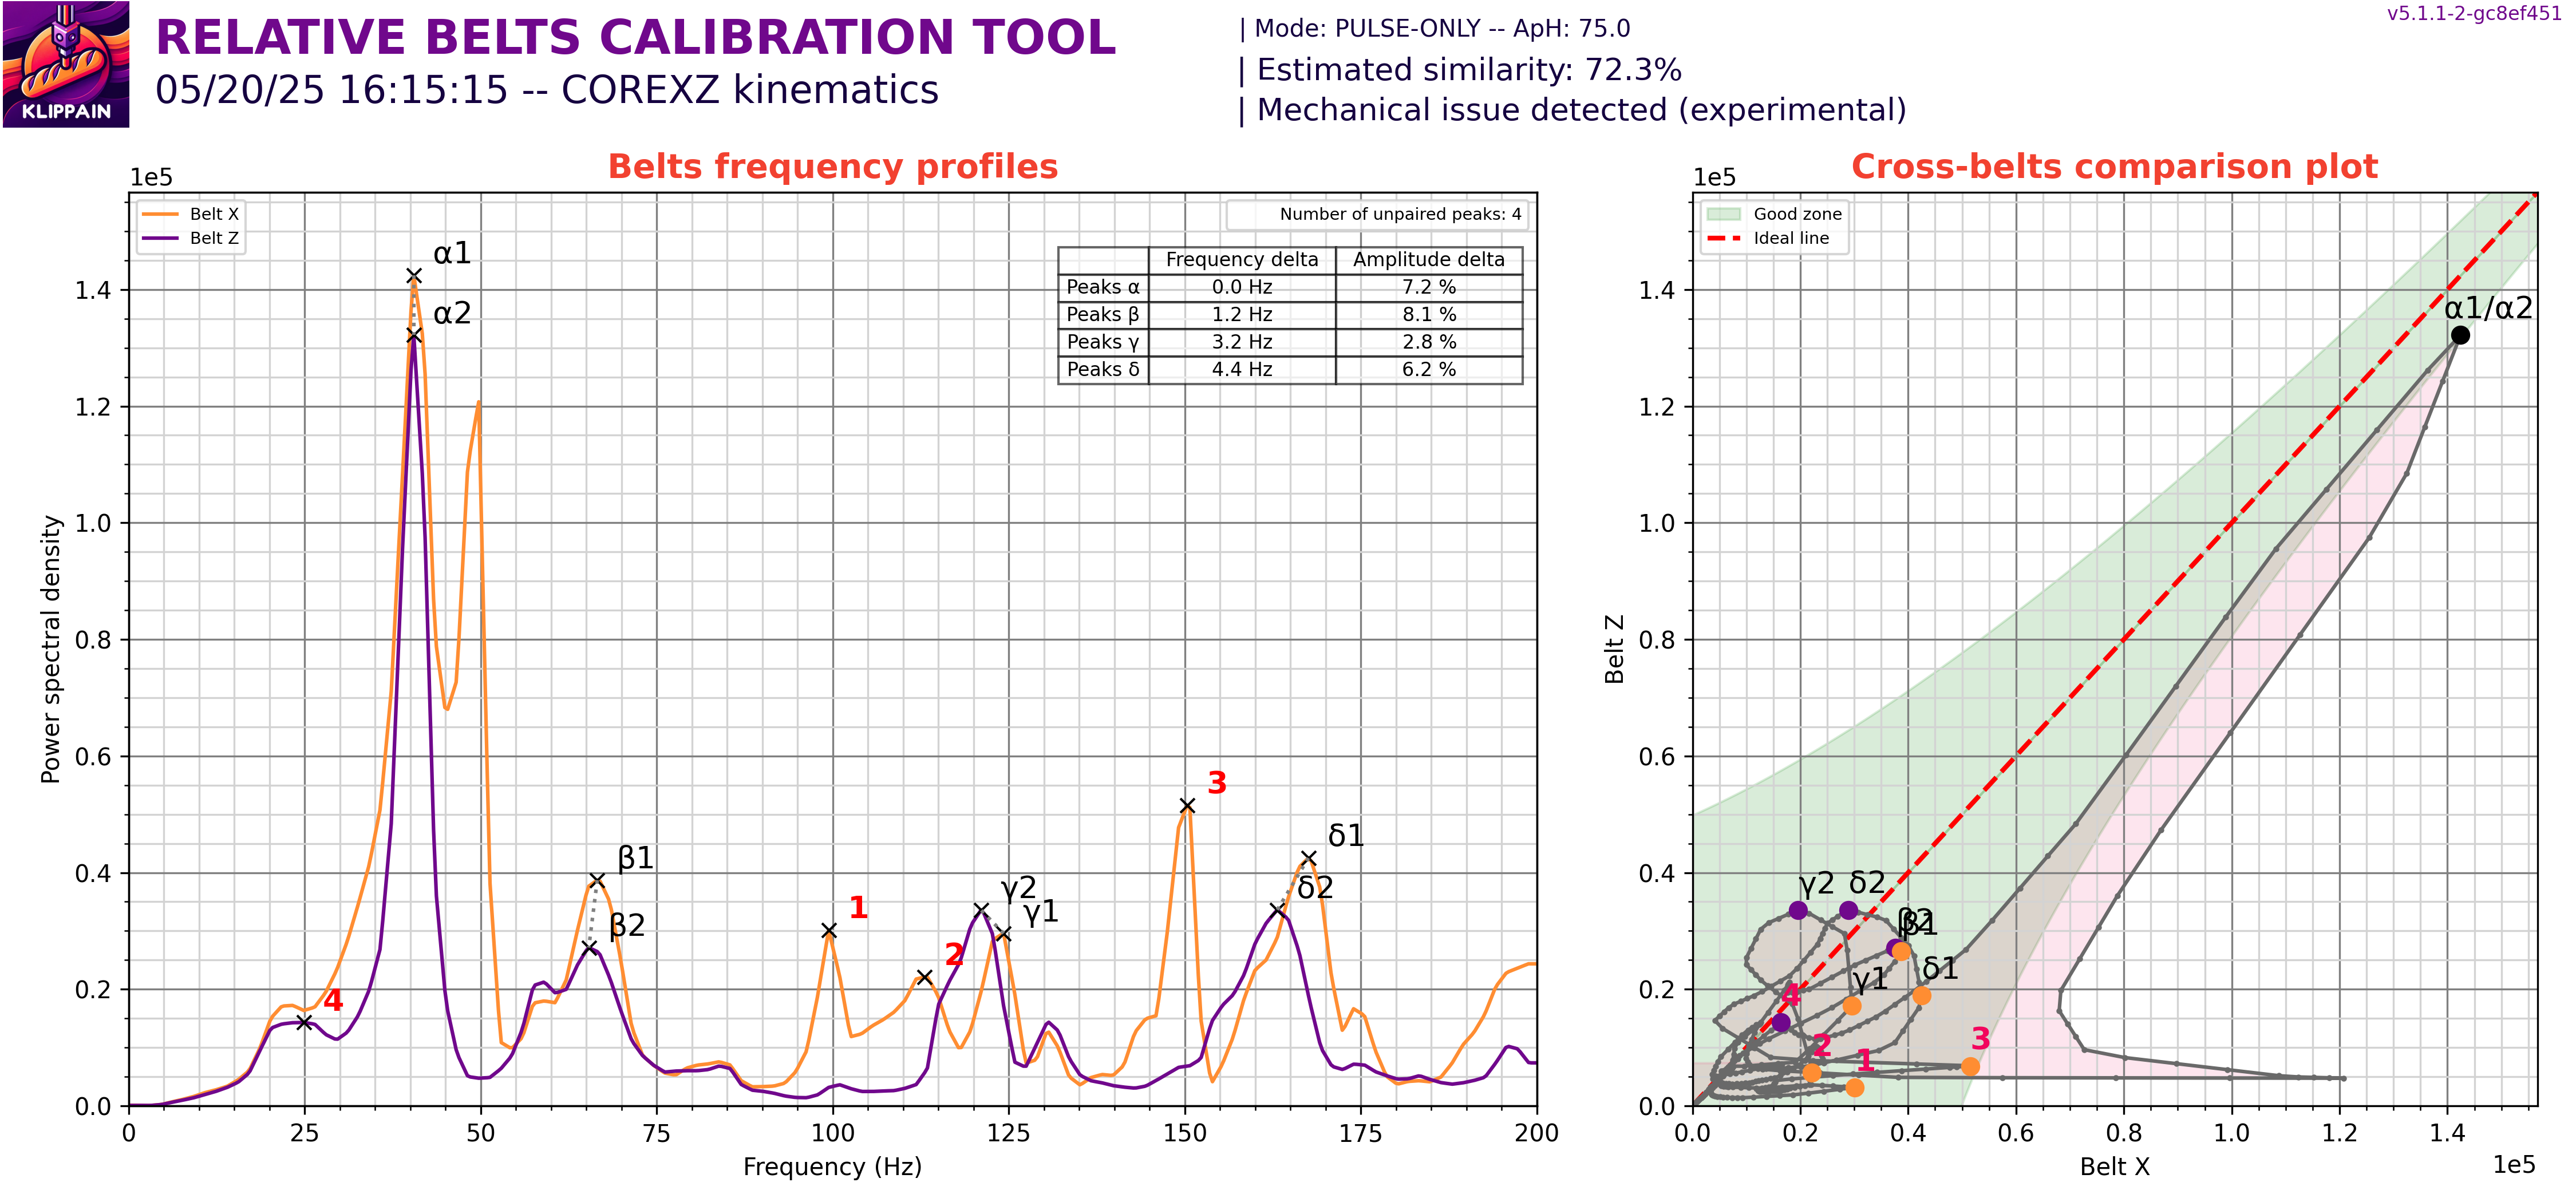 KLIPPAIN
RELATIVE BELTS CALIBRATION TOOL
05/20/25 16:15:15 -- COREXZ kinematics
| Mode: PULSE-ONLY -- ApH: 75.0
| Estimated similarity: 72.3%
| Mechanical issue detected (experimental)
v5.1.1-2-gc8ef451
Belts frequency profiles
1e5
Belt X
Belt Z
Number of unpaired peaks: 4
Frequency delta Amplitude delta
Peaks α 0.0 Hz 7.2 %
Peaks β 1.2 Hz 8.1 %
Peaks γ 3.2 Hz 2.8 %
Peaks δ 4.4 Hz 6.2 %
α1
α2
β1
β2
1
2
3
4
γ2
γ1
δ1
δ2
Power spectral density
1.4
1.2
1.0
0.8
0.6
0.4
0.2
0.0
0 25 50 75 100 125 150 175 200
Frequency (Hz)
Cross-belts comparison plot
1e5
Good zone
Ideal line
α1/α2
γ2
δ2
β2
β1
γ1
δ1
4
2
1
3
Belt Z
1.4
1.2
1.0
0.8
0.6
0.4
0.2
0.0
0.0 0.2 0.4 0.6 0.8 1.0 1.2 1.4
Belt X
1e5